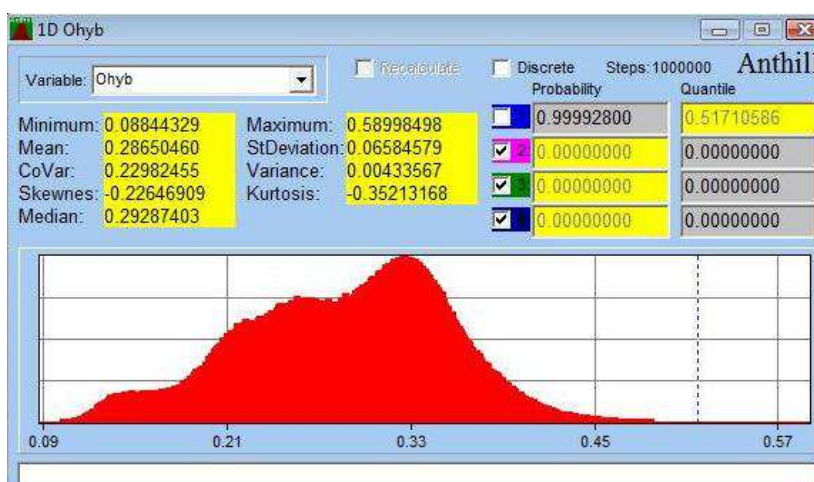 1D Ohyb
Variable: Ohyb
Recalculate
Discrete Steps: 1000000 Anthill
Probability Quantile
Minimum: 0.08844329 Maximum: 0.58998498
Mean: 0.28650460 StDeviation: 0.06584579
CoVar: 0.22982455 Variance: 0.00433567
Skewnes: -0.22646909 Kurtosis: -0.35213168
Median: 0.29287403
0.99992800 0.51710586
2: 0.00000000 0.00000000
3: 0.00000000 0.00000000
0.00000000 0.00000000
0.09 0.21 0.33 0.45 0.57